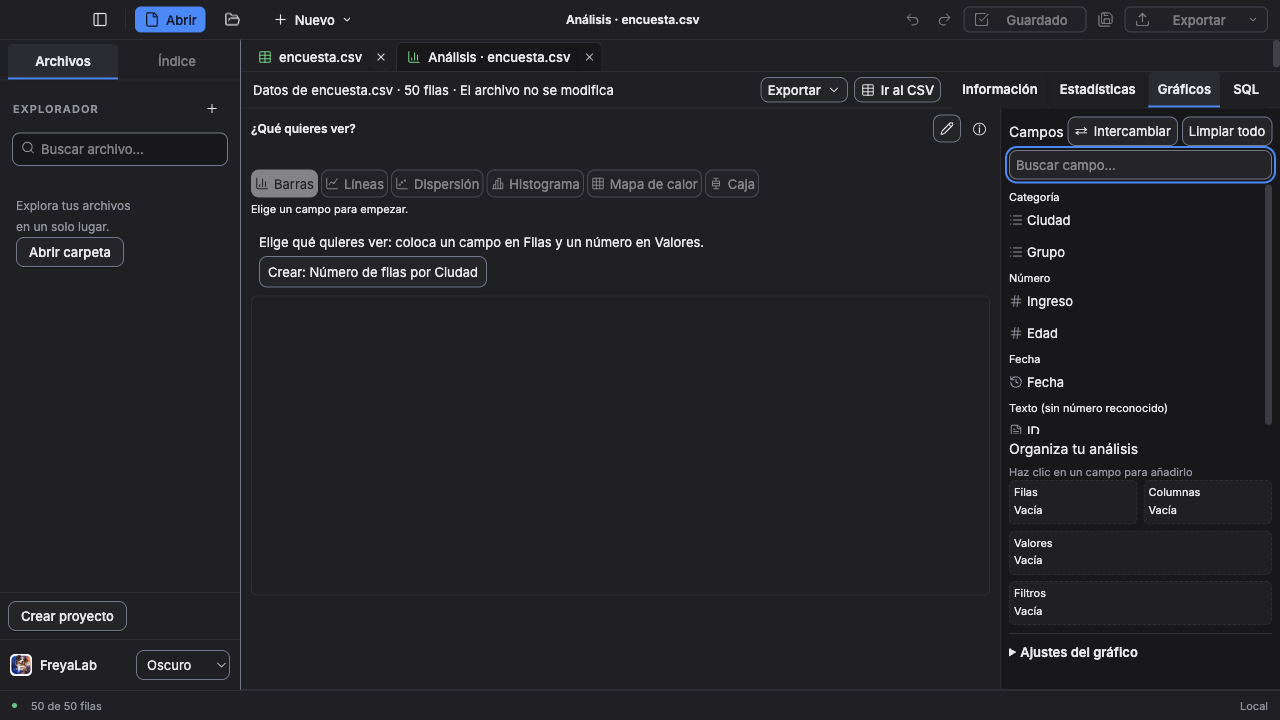 Abrir
Nuevo
Análisis · encuesta.csv
Guardado
Exportar
Archivos
Índice
EXPLORADOR
Buscar archivo...
Explora tus archivos
en un solo lugar.
Abrir carpeta
Crear proyecto
FreyaLab
Oscuro
encuesta.csv
Análisis · encuesta.csv
Datos de encuesta.csv · 50 filas · El archivo no se modifica
Exportar
Ir al CSV
Información
Estadísticas
Gráficos
SQL
¿Qué quieres ver?
Barras
Líneas
Dispersión
Histograma
Mapa de calor
Caja
Elige un campo para empezar.
Elige qué quieres ver: coloca un campo en Filas y un número en Valores.
Crear: Número de filas por Ciudad
Campos
Intercambiar
Limpiar todo
Buscar campo...
Categoría
Ciudad
Grupo
Número
Ingreso
Edad
Fecha
Fecha
Texto (sin número reconocido)
ID
Organiza tu análisis
Haz clic en un campo para añadirlo
Filas
Vacía
Columnas
Vacía
Valores
Vacía
Filtros
Vacía
Ajustes del gráfico
50 de 50 filas
Local